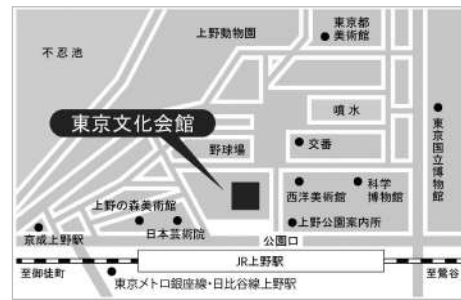 上野動物園
東京都
美術館
不忍池
噴水
東京文化会館
野球場
交番
東京国立博物館
西洋美術館
科学
博物館
上野の森美術館
上野公園案内所
京成上野駅
日本芸術院
公園口
JR上野駅
至御徒町
至鶯谷
東京メトロ銀座線・日比谷線上野駅